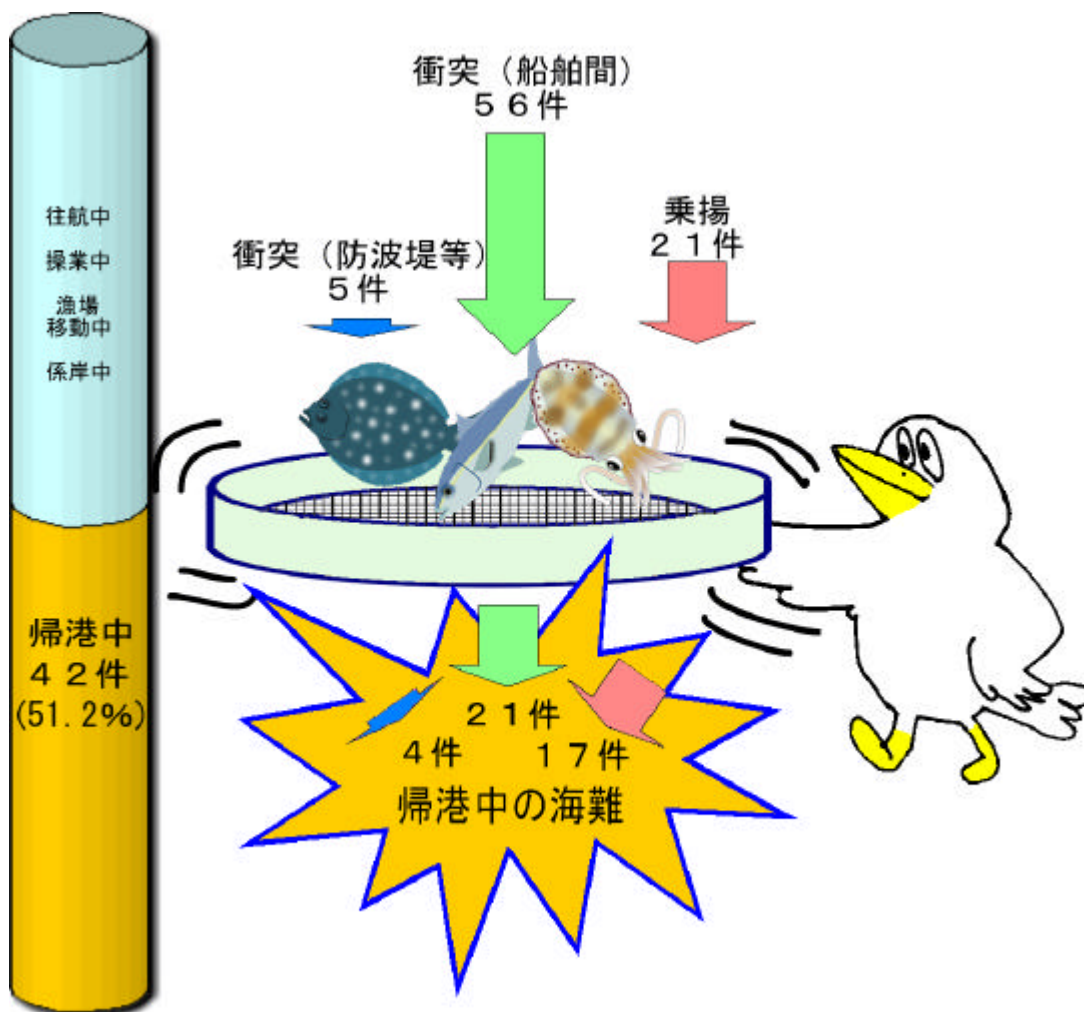 往航中
操業中
漁場
移動中
係岸中
帰港中
４２件
(51.2%)
衝突（船舶間）
５６件
衝突（防波堤等）
５件
乗揚
２１件
２１件
４件
１７件
帰港中の海難